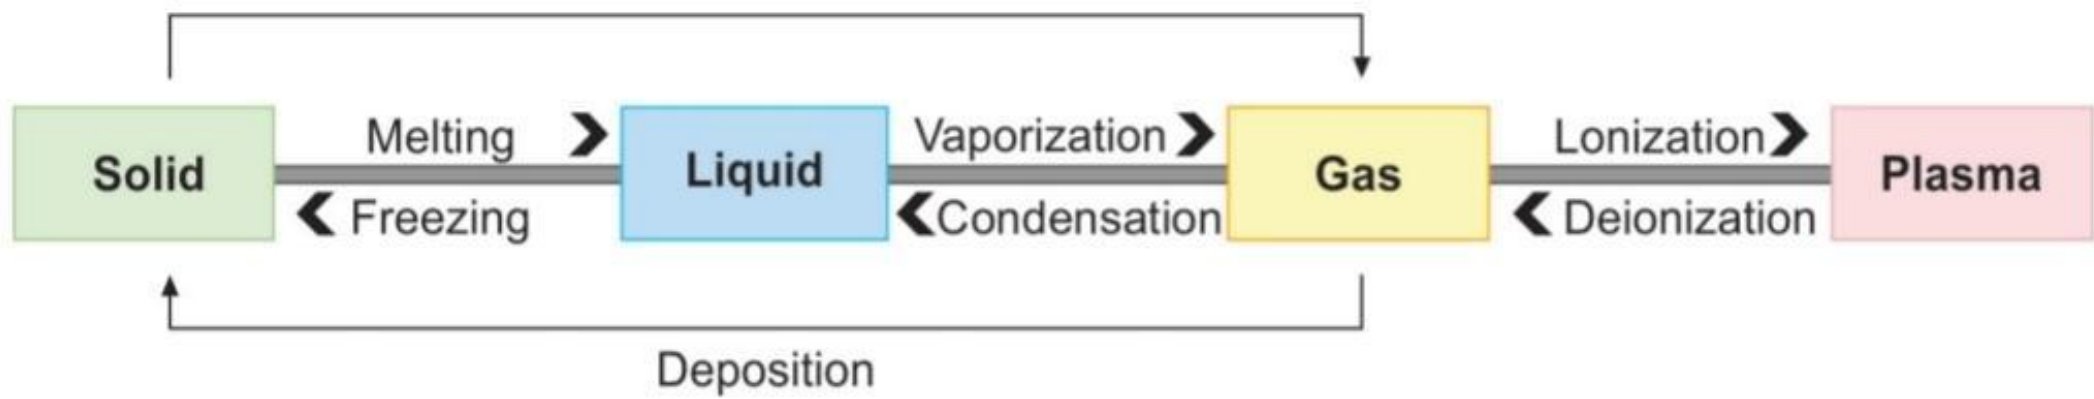 Solid
Melting
Freezing
Liquid
Vaporization
Condensation
Gas
Lonization
Deionization
Plasma
Deposition